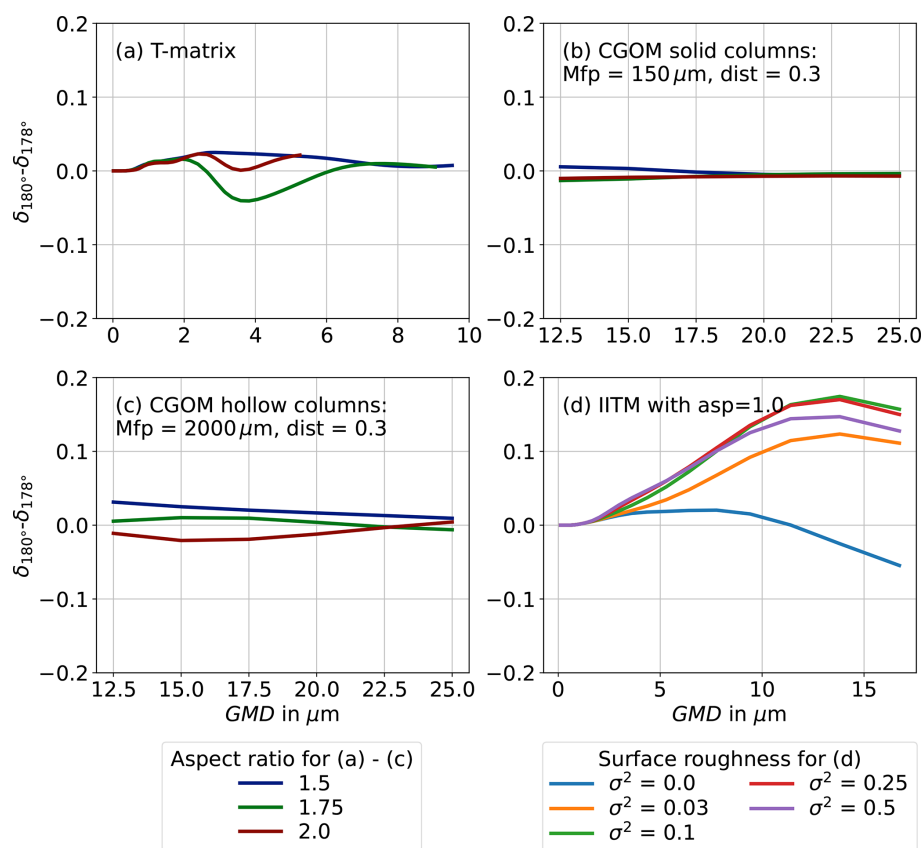 (a) T-matrix
δ180°-δ178°
0.2
0.1
0.0
−0.1
−0.2
0 2 4 6 8 10
(b) CGOM solid columns:
Mfp = 150 μm, dist = 0.3
0.2
0.1
0.0
−0.1
−0.2
12.5 15.0 17.5 20.0 22.5 25.0
(c) CGOM hollow columns:
Mfp = 2000 μm, dist = 0.3
δ180°-δ178°
0.2
0.1
0.0
−0.1
−0.2
12.5 15.0 17.5 20.0 22.5 25.0
GMD in μm
(d) IITM with asp=1.0
0.2
0.1
0.0
−0.1
−0.2
0 5 10 15
GMD in μm
Aspect ratio for (a) - (c)
1.5
1.75
2.0
Surface roughness for (d)
σ² = 0.0
σ² = 0.03
σ² = 0.1
σ² = 0.25
σ² = 0.5